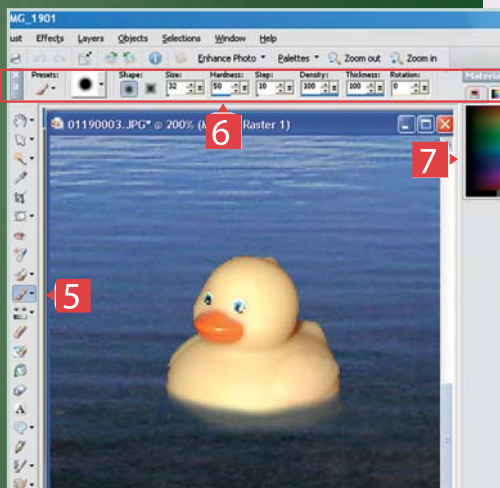 MG_1901
ust Effects Layers Objects Selections Window Help
Enhance Photo Palettes Zoom out Zoom in
Presets: Shape: Size: Hardness: Step: Density: Thickness: Rotation: Material
32 50 10 100 100 0
6
01190003.JPG* @ 200% ( Raster 1)
7
5
A